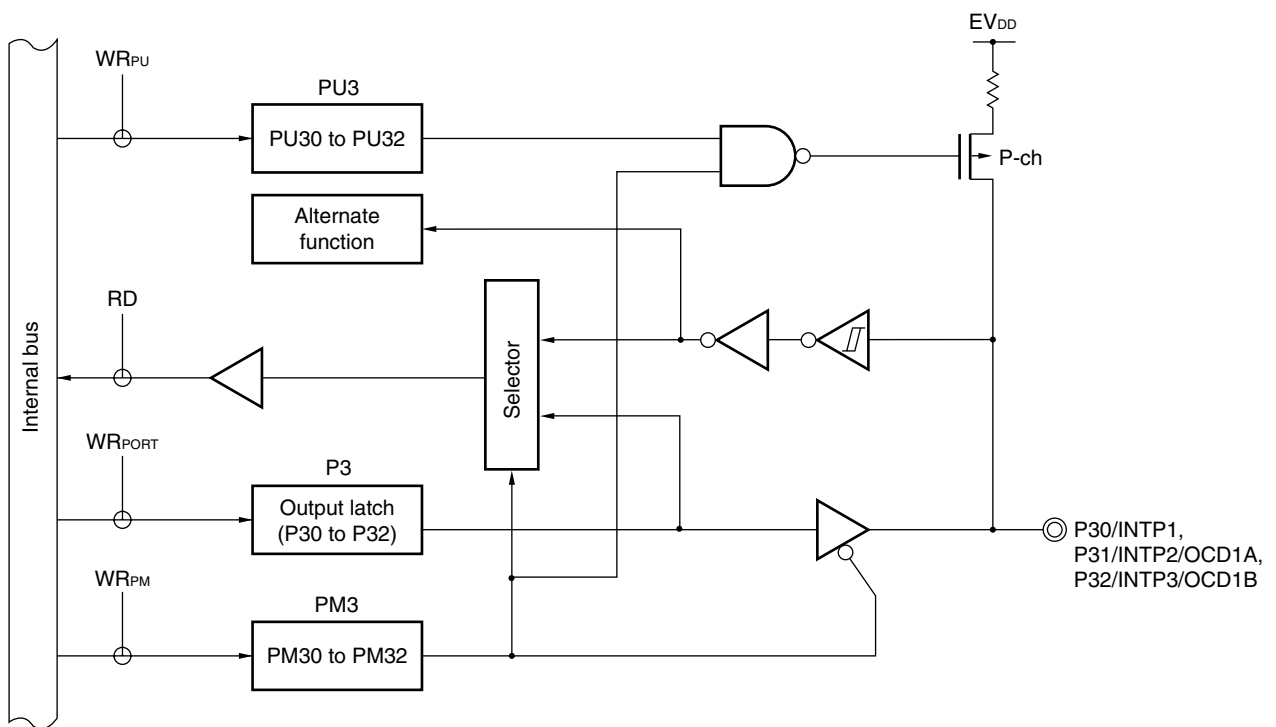 EVDD
WRPU
PU3
PU30 to PU32
P-ch
Alternate
function
RD
Internal bus
Selector
WRPORT
P3
Output latch
(P30 to P32)
P30/INTP1,
P31/INTP2/OCD1A,
P32/INTP3/OCD1B
WRPM
PM3
PM30 to PM32